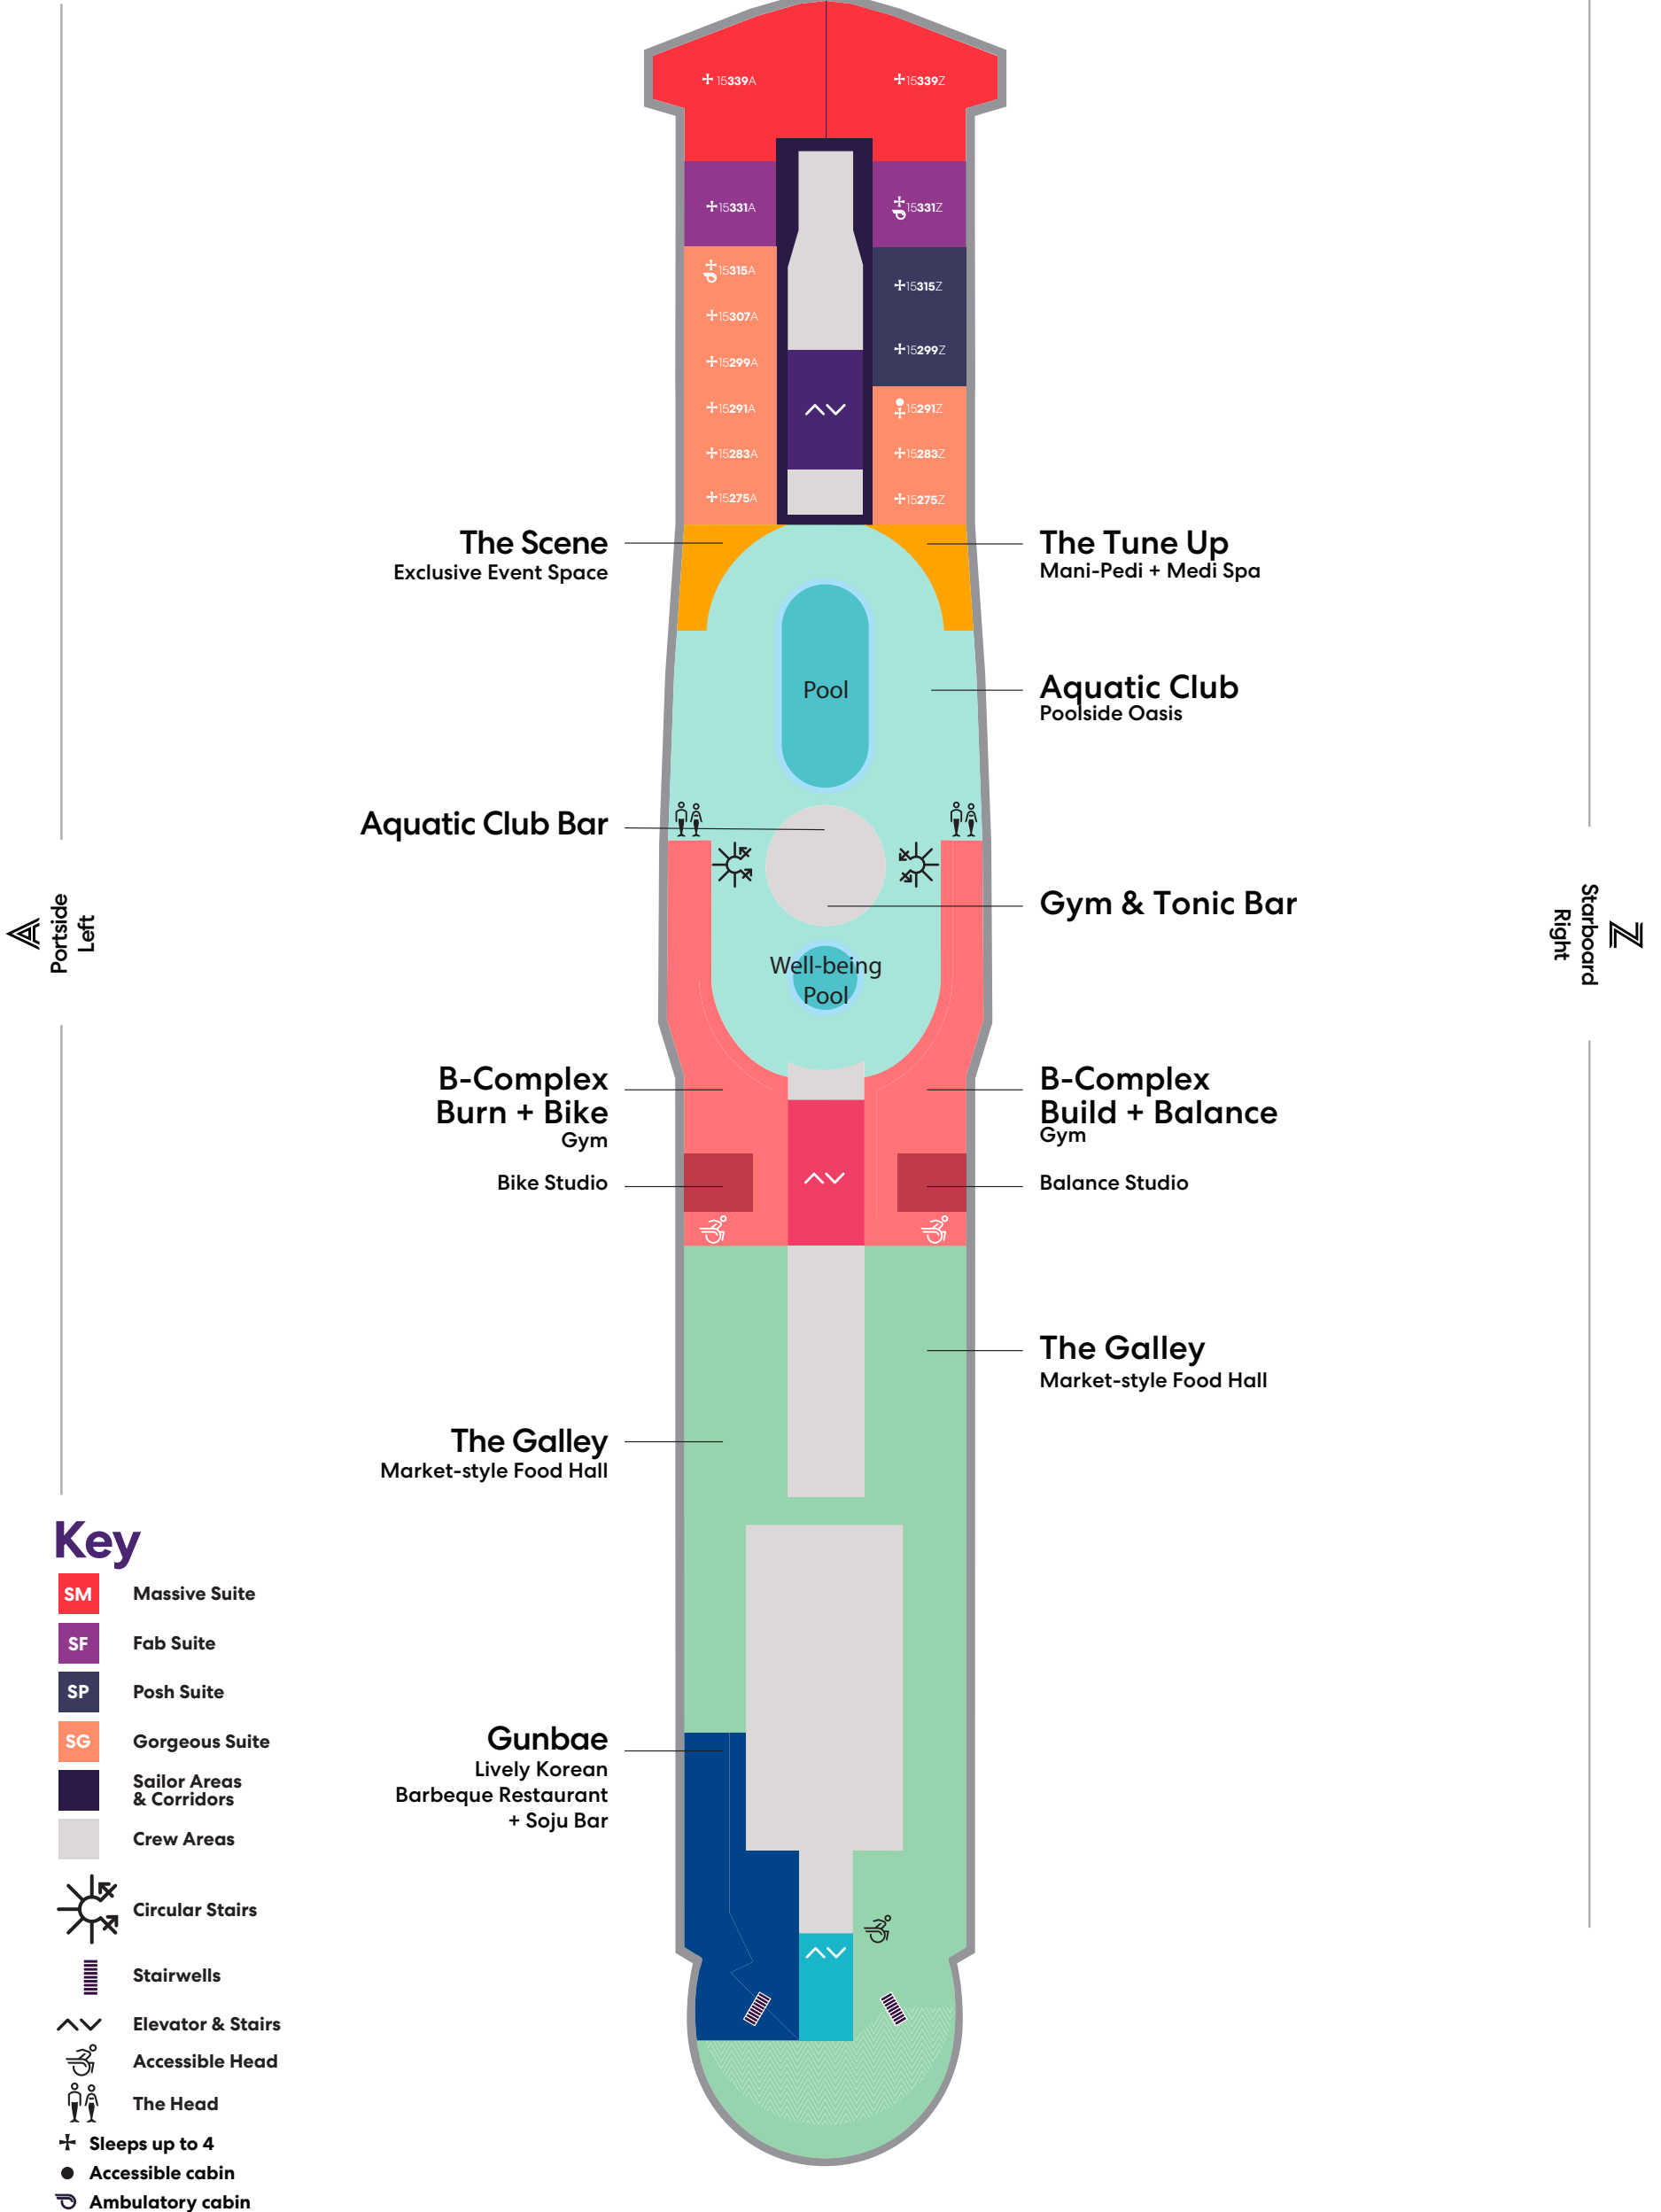 15339A
15339Z
15331A
15331Z
15315A
15315Z
15307A
15299A
15299Z
15291A
15291Z
15283A
15283Z
15275A
15275Z
The Scene
Exclusive Event Space
The Tune Up
Mani-Pedi + Medi Spa
Pool
Aquatic Club
Poolside Oasis
Aquatic Club Bar
Gym & Tonic Bar
A
Portside
Left
Z
Starboard
Right
Well-being
Pool
B-Complex
Burn + Bike
Gym
B-Complex
Build + Balance
Gym
Bike Studio
Balance Studio
The Galley
Market-style Food Hall
The Galley
Market-style Food Hall
Gunbae
Lively Korean
Barbeque Restaurant
+ Soju Bar
Key
SM Massive Suite
SF Fab Suite
SP Posh Suite
SG Gorgeous Suite
Sailor Areas
& Corridors
Crew Areas
Circular Stairs
Stairwells
Elevator & Stairs
Accessible Head
The Head
Sleeps up to 4
Accessible cabin
Ambulatory cabin